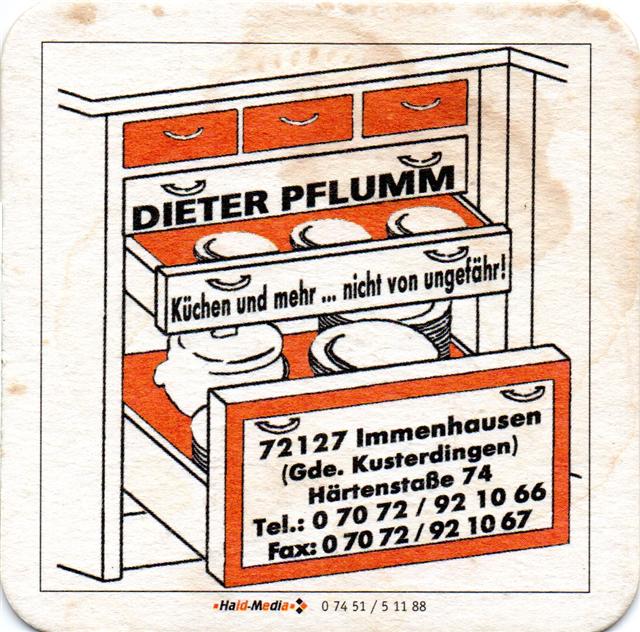 DIETER PFLUMM
Küchen und mehr ... nicht von ungefähr!
72127 Immenhausen
(Gde. Kusterdingen)
Härtenstaße 74
Tel.: 0 70 72 / 92 10 66
Fax: 0 70 72 / 92 10 67
Haid-Media 0 74 51 / 5 11 88